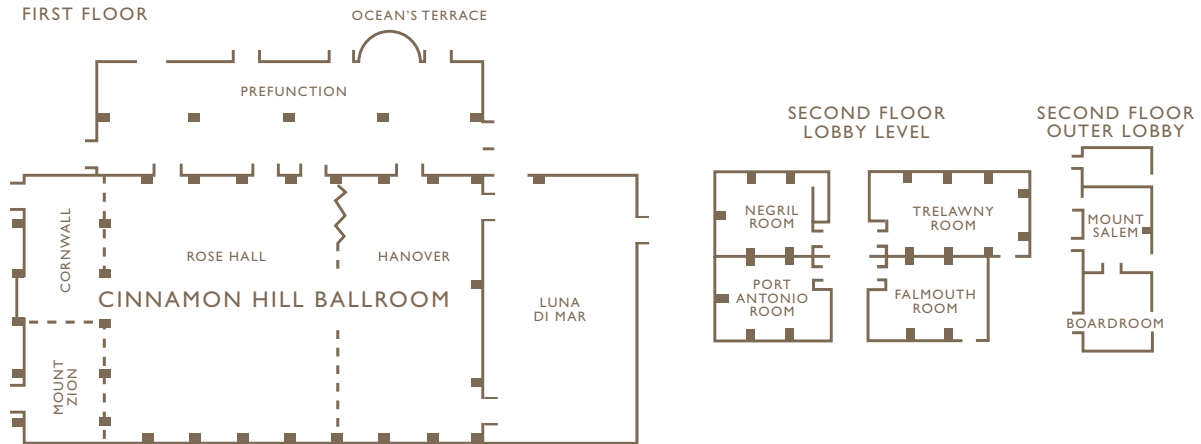 FIRST FLOOR
OCEAN'S TERRACE
PREFUNCTION
CORNWALL
ROSE HALL
HANOVER
CINNAMON HILL BALLROOM
LUNA
DI MAR
MOUNT
ZION
SECOND FLOOR
LOBBY LEVEL
NEGRIL
ROOM
TRELAWNY
ROOM
PORT
ANTONIO
ROOM
FALMOUTH
ROOM
SECOND FLOOR
OUTER LOBBY
MOUNT
SALEM
BOARDROOM